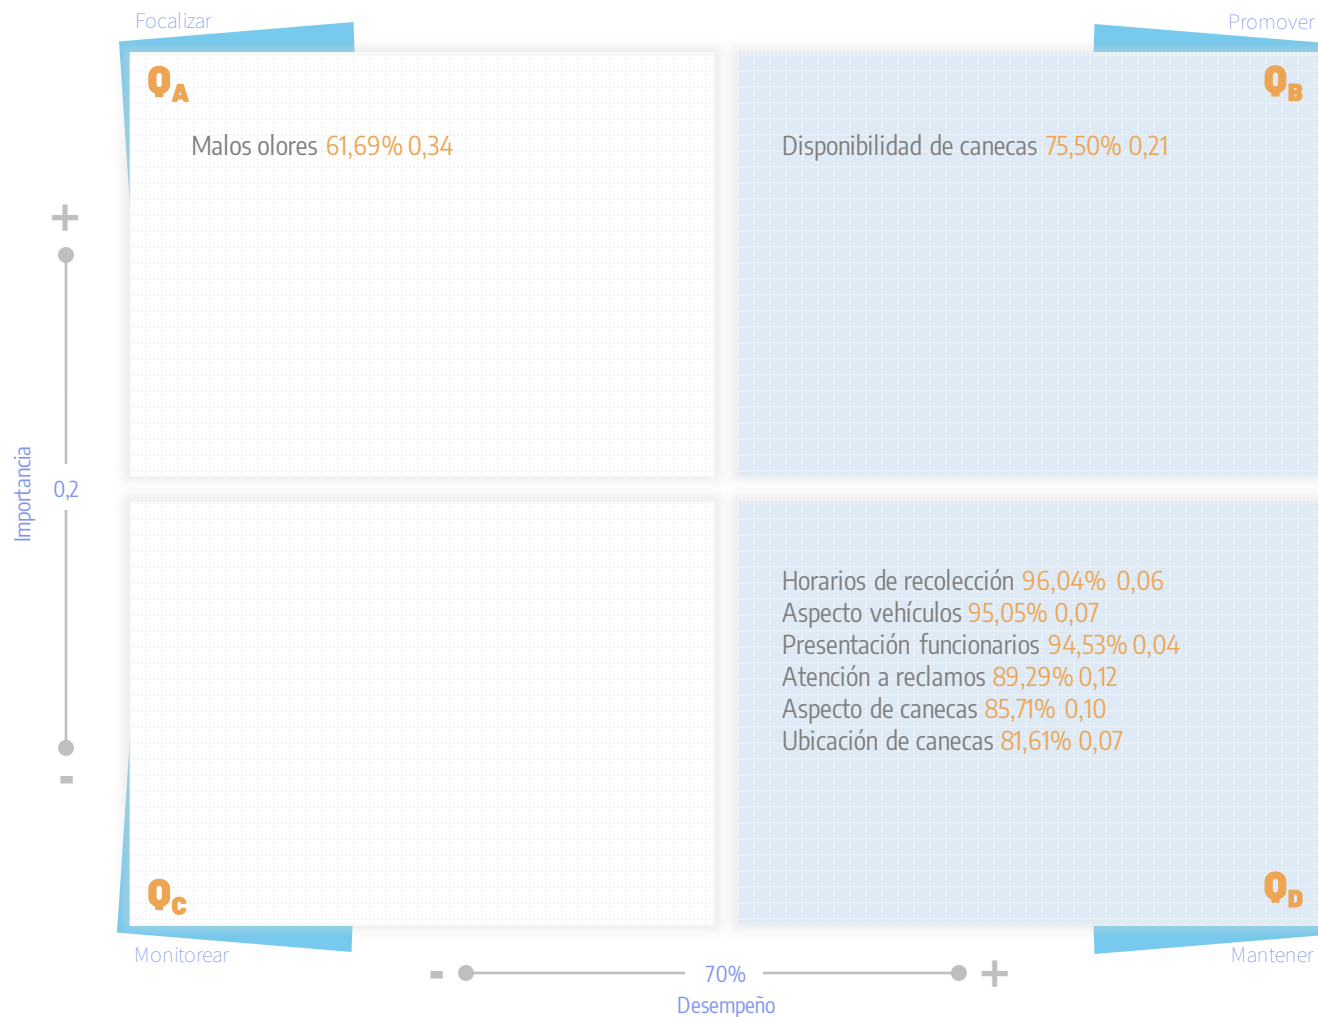 Focalizar
Promover
QA
QB
Malos olores 61,69% 0,34
Disponibilidad de canecas 75,50% 0,21
+
Importancia
0,2
-
Horarios de recolección 96,04% 0,06
Aspecto vehículos 95,05% 0,07
Presentación funcionarios 94,53% 0,04
Atención a reclamos 89,29% 0,12
Aspecto de canecas 85,71% 0,10
Ubicación de canecas 81,61% 0,07
QC
QD
Monitorear
Mantener
- 70% +
Desempeño